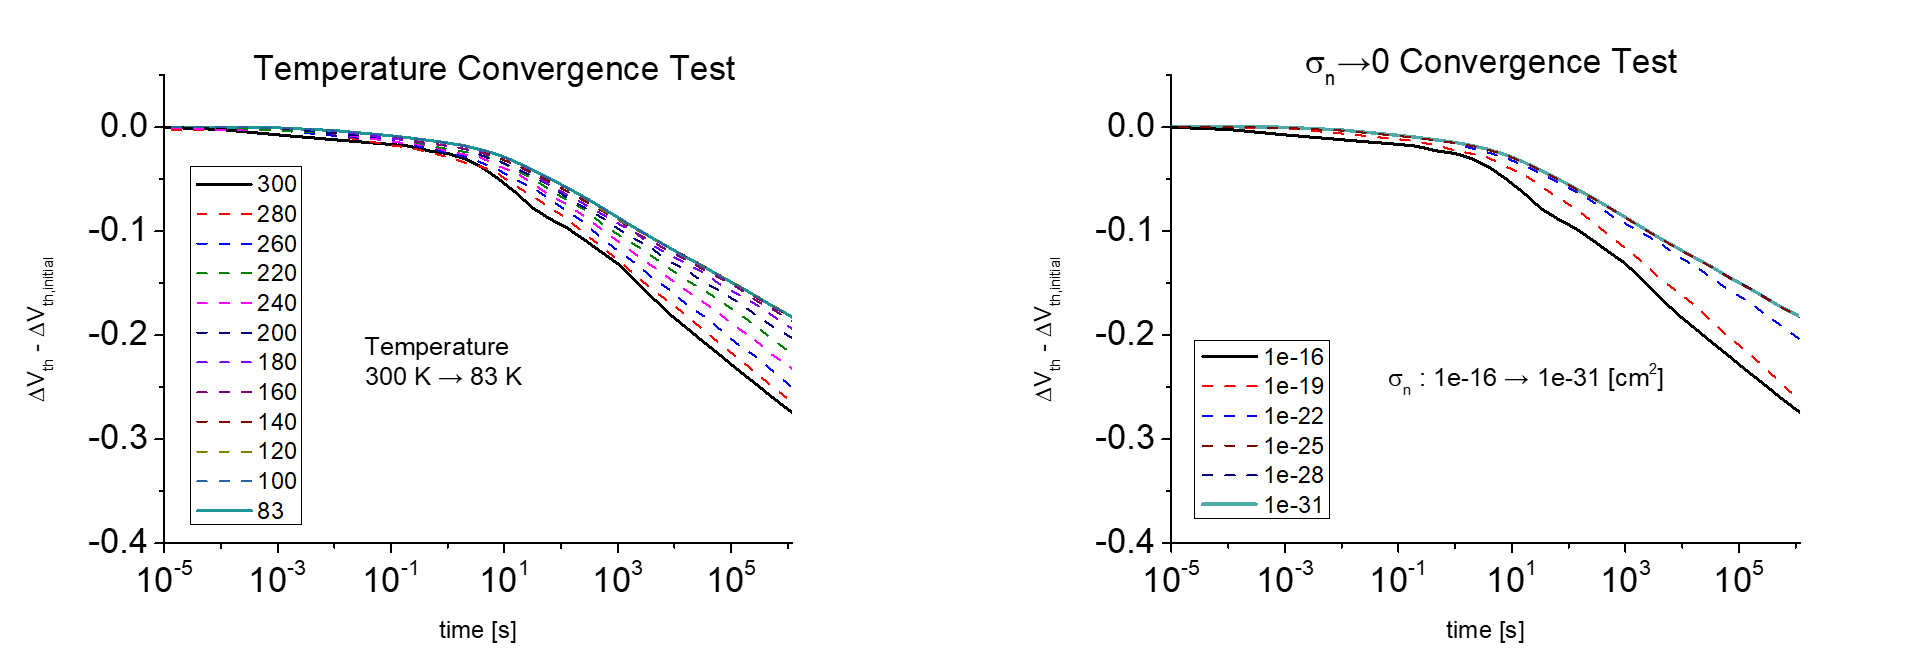 Temperature Convergence Test
0.0
-0.1
-0.2
-0.3
-0.4
ΔVth - ΔVth,initial
300
280
260
220
240
200
180
160
140
120
100
83
Temperature
300 K → 83 K
10-5
10-3
10-1
101
103
105
time [s]
σn→0 Convergence Test
0.0
-0.1
-0.2
-0.3
-0.4
ΔVth - ΔVth,initial
1e-16
1e-19
1e-22
1e-25
1e-28
1e-31
σn : 1e-16 → 1e-31 [cm2]
10-5
10-3
10-1
101
103
105
time [s]